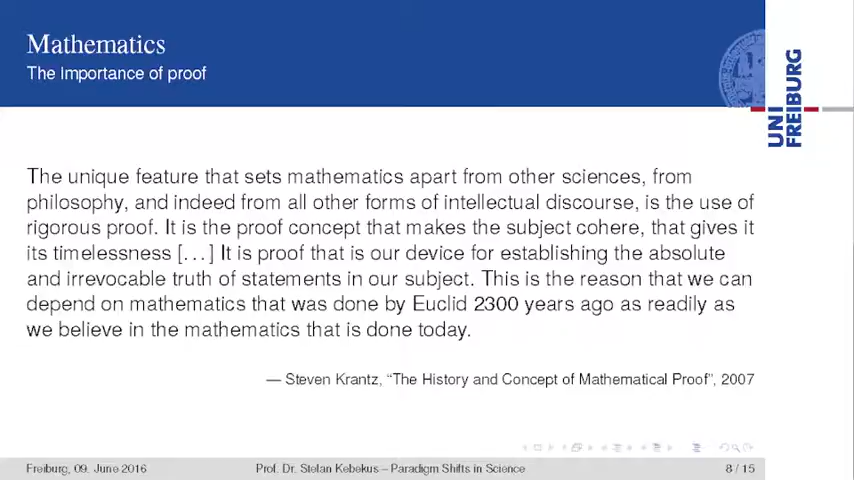 Mathematics
The importance of proof
UNI
FREIBURG
The unique feature that sets mathematics apart from other sciences, from
philosophy, and indeed from all other forms of intellectual discourse, is the use of
rigorous proof. It is the proof concept that makes the subject cohere, that gives it
its timelessness [...] It is proof that is our device for establishing the absolute
and irrevocable truth of statements in our subject. This is the reason that we can
depend on mathematics that was done by Euclid 2300 years ago as readily as
we believe in the mathematics that is done today.
— Steven Krantz, “The History and Concept of Mathematical Proof”, 2007
Freiburg, 09. June 2016 Prof. Dr. Stefan Kebekus – Paradigm Shifts in Science 8 / 15